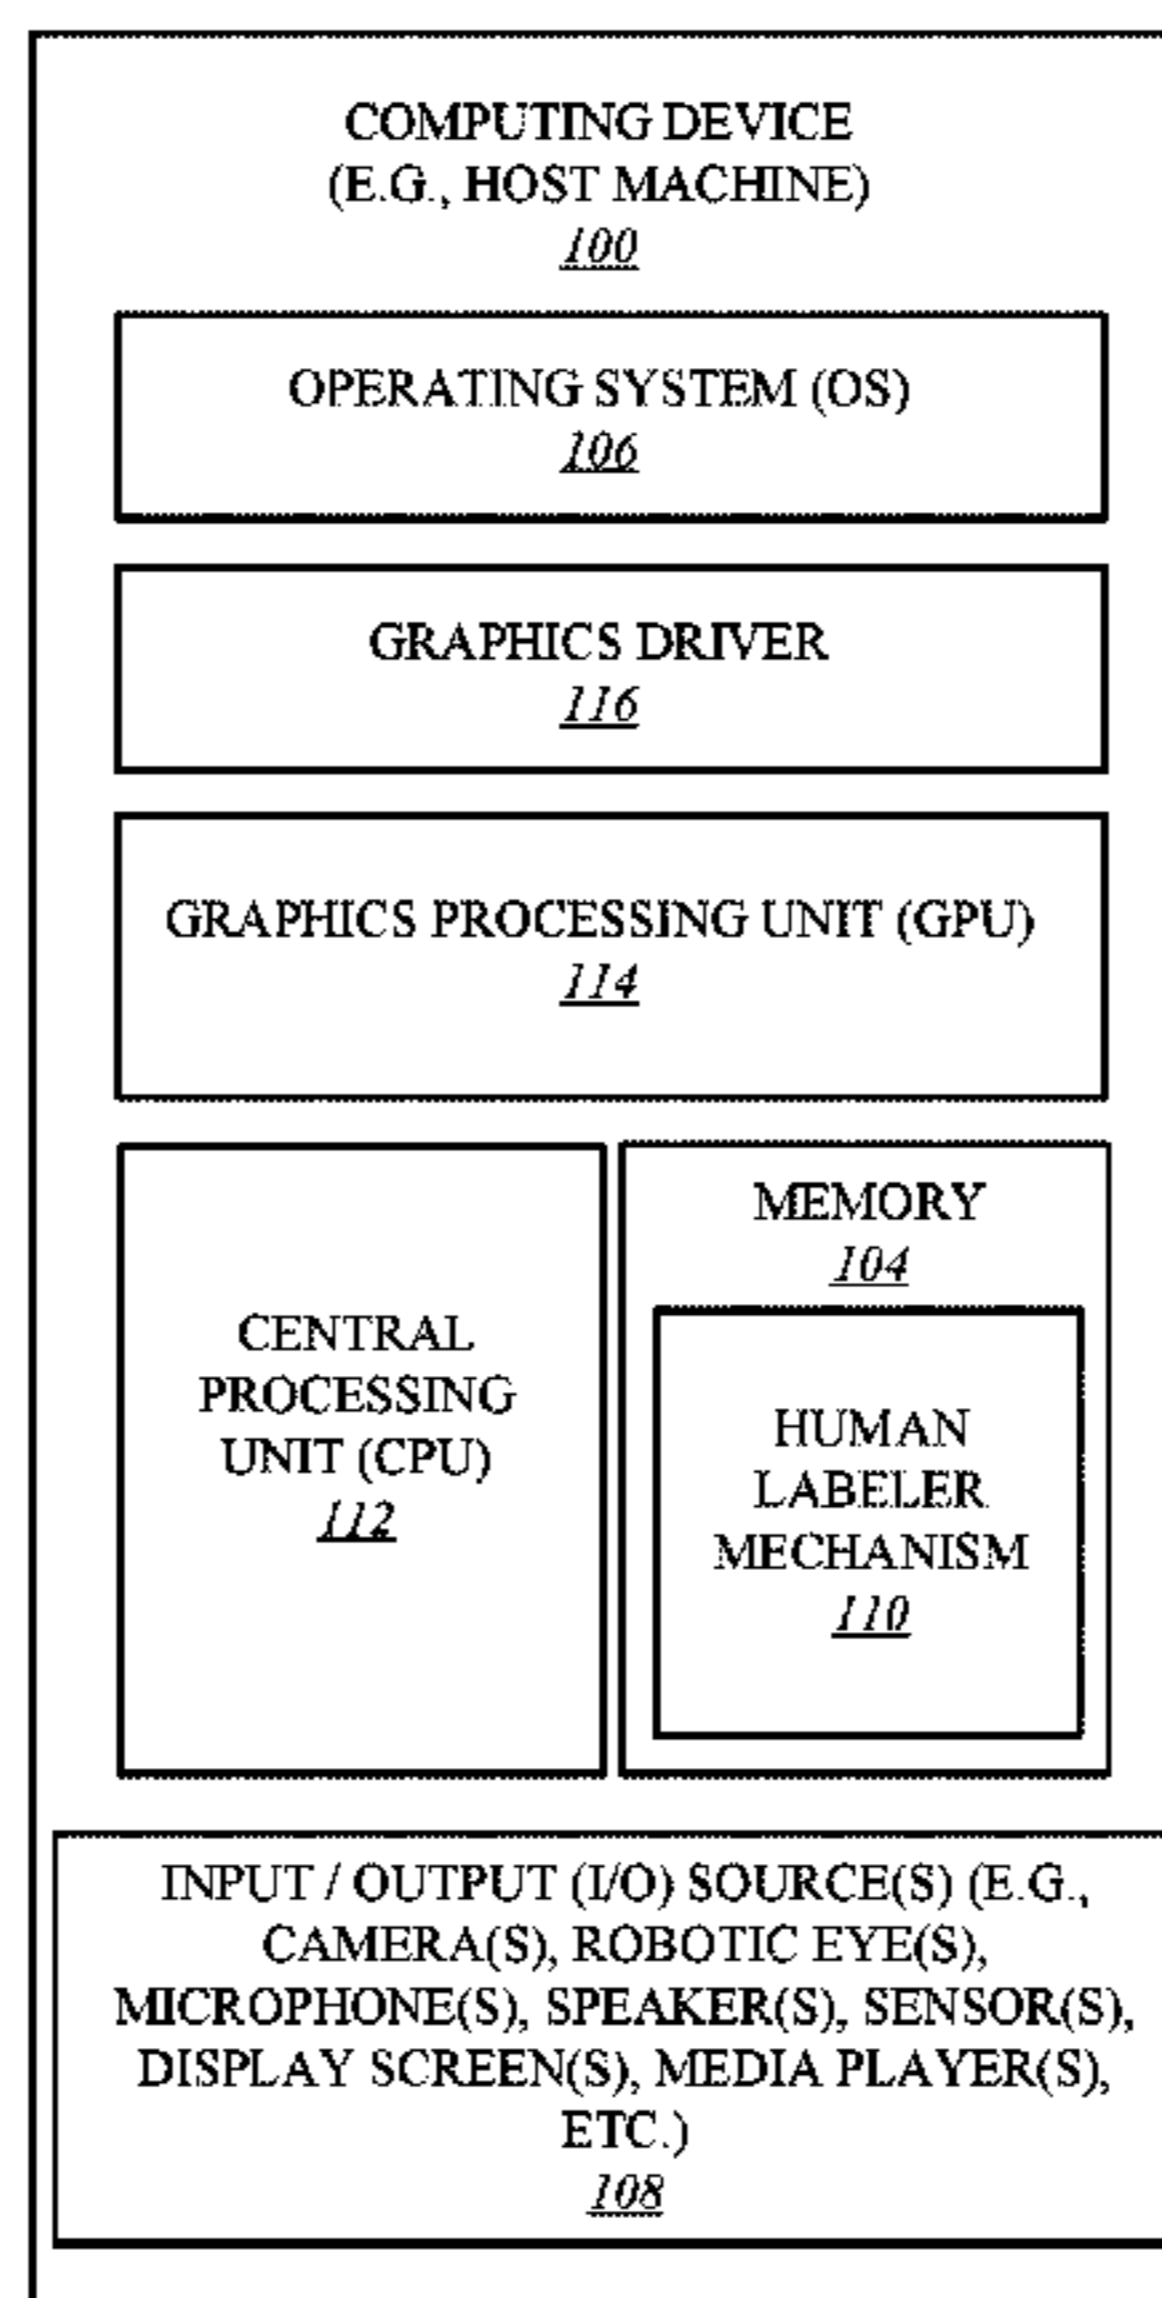 COMPUTING DEVICE
(E.G., HOST MACHINE)
100
OPERATING SYSTEM (OS)
106
GRAPHICS DRIVER
116
GRAPHICS PROCESSING UNIT (GPU)
114
CENTRAL
PROCESSING
UNIT (CPU)
112
MEMORY
104
HUMAN
LABELER
MECHANISM
110
INPUT / OUTPUT (I/O) SOURCE(S) (E.G.,
CAMERA(S), ROBOTIC EYE(S),
MICROPHONE(S), SPEAKER(S), SENSOR(S),
DISPLAY SCREEN(S), MEDIA PLAYER(S),
ETC.)
108